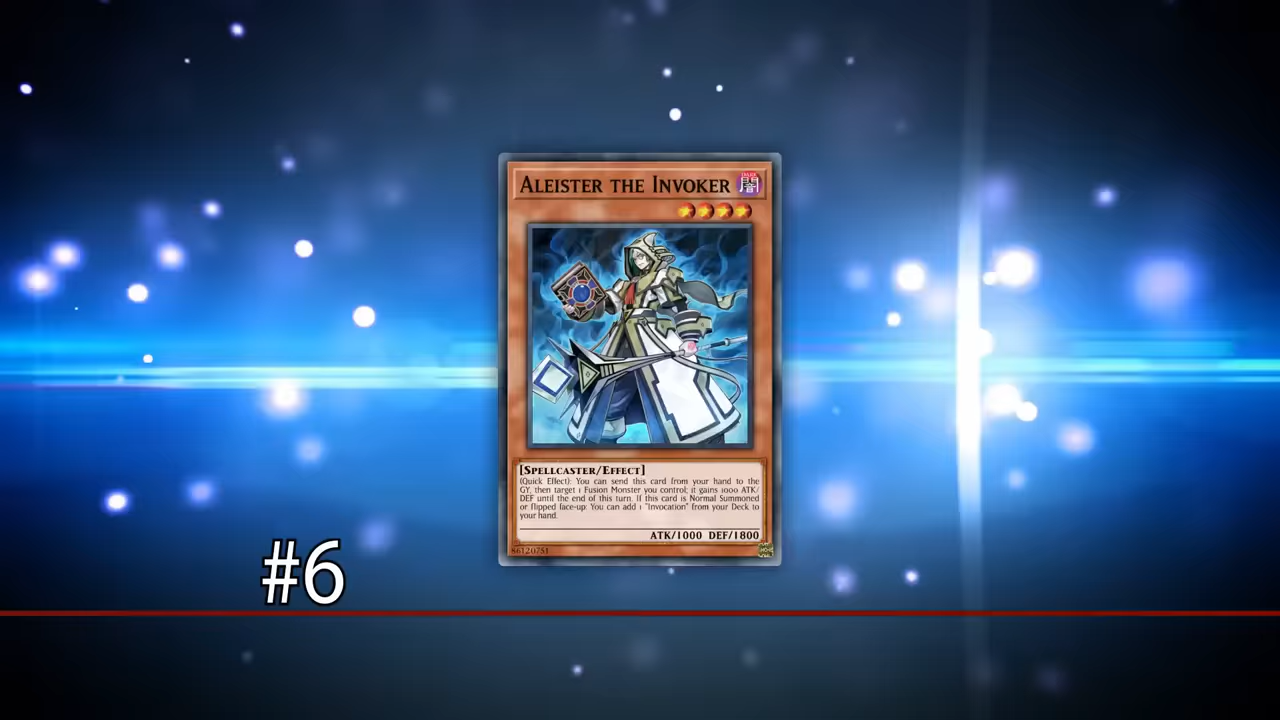 ALEISTER THE INVOKER 闇
[SPELLCASTER/EFFECT]
(Quick Effect): You can send this card from your hand to the
GY, then target 1 Fusion Monster you control; it gains 1000 ATK/
DEF until the end of this turn. If this card is Normal Summoned
or flipped face-up: You can add 1 "Invocation" from your Deck to
your hand.
ATK/1000 DEF/1800
86120751
#6